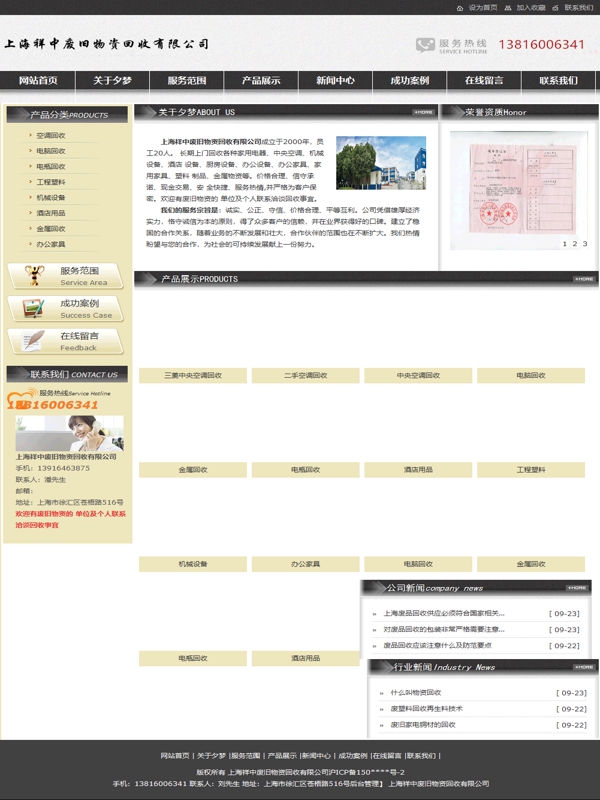 设为首页 加入收藏 联系我们
上海祥中废旧物资回收有限公司
服务热线 13816006341
SERVICE HOTLINE
网站首页 关于夕梦 服务范围 产品展示 新闻中心 成功案例 在线留言 联系我们
产品分类PRODUCTS
空调回收
电脑回收
电瓶回收
工程塑料
机械设备
酒店用品
金属回收
办公家具
服务范围
Service Area
成功案例
Success Case
在线留言
Feedback
联系我们 CONTACT US
服务热线Service Hotline
13816006341
上海祥中废旧物资回收有限公司
手机：13916463875
联系人：潘先生
邮箱：
地址：上海市徐汇区苍梧路516号
欢迎有废旧物资的 单位及个人联系
洽谈回收事宜
关于夕梦ABOUT US
MORE
上海祥中废旧物资回收有限公司成立于2000年，员
工20人。 长期上门回收各种家用电器、中央空调、机械
设备、酒店 设备、厨房设备、办公设备、办公家具、家
用家具、塑料 制品、金属物资等。价格合理、信守承
诺、现金交易、安 全快捷、服务热情,并严格为客户保
密。欢迎有废旧物资的 单位及个人联系洽谈回收事宜。
我们的服务宗旨是：诚实、公正、守信、价格合理、平等互利。公司凭借雄厚经济
实力，恪守诚信为本的原则，得了众多客户的信赖，并在业界获得好的口碑。建立了稳
固的合作关系，随着业务的不断发展和壮大，合作伙伴的范围也在不断扩大。我们热情
盼望与您的合作，为社会的可持续发展献上一份努力。
荣誉资质Honor
1 2 3
产品展示PRODUCTS
MORE
三菱中央空调回收 二手空调回收 中央空调回收 电脑回收
金属回收 电瓶回收 酒店用品 工程塑料
机械设备 办公家具 电脑回收 金属回收
电瓶回收 酒店用品
公司新闻company news
MORE
» 上海废品回收供应必须符合国家相关... [ 09-23]
» 对废品回收的包装非常严格需要注意... [ 09-23]
» 废品回收应该注意什么及防范要点 [ 09-22]
行业新闻Industry News
MORE
» 什么叫物资回收 [ 09-23]
» 废塑料回收再生料技术 [ 09-22]
» 废旧家电铜材的回收 [ 09-22]
网站首页 | 关于夕梦 |服务范围 | 产品展示 |新闻中心 | 成功案例 |在线留言 |联系我们 |
版权所有 上海祥中废旧物资回收有限公司沪ICP备150****号-2
手机：13816006341 联系人：刘先生 地址：上海市徐汇区苍梧路516号后台管理】 上海祥中废旧物资回收有限公司